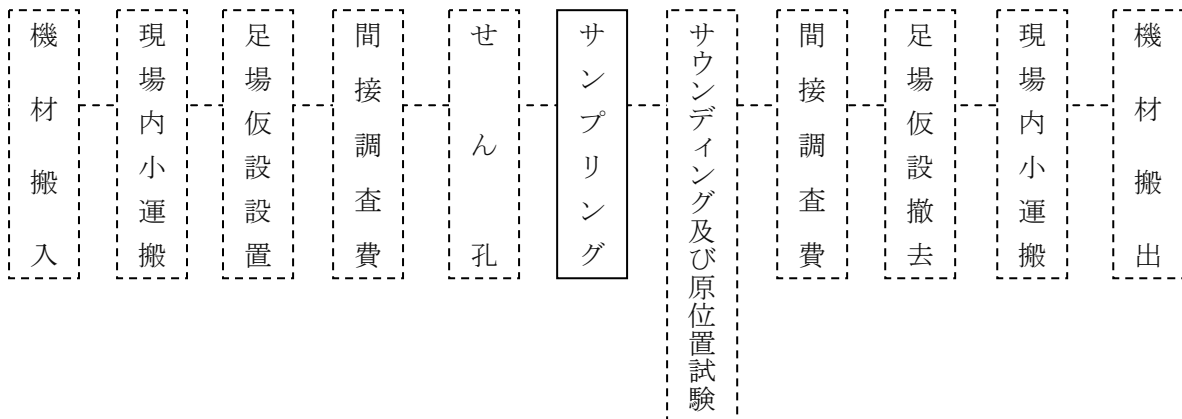 機材搬入
現場内小運搬
足場仮設設置
間接調査費
せん孔
サンプリング
サウンディング及び原位置試験
間接調査費
足場仮設撤去
現場内小運搬
機材搬出